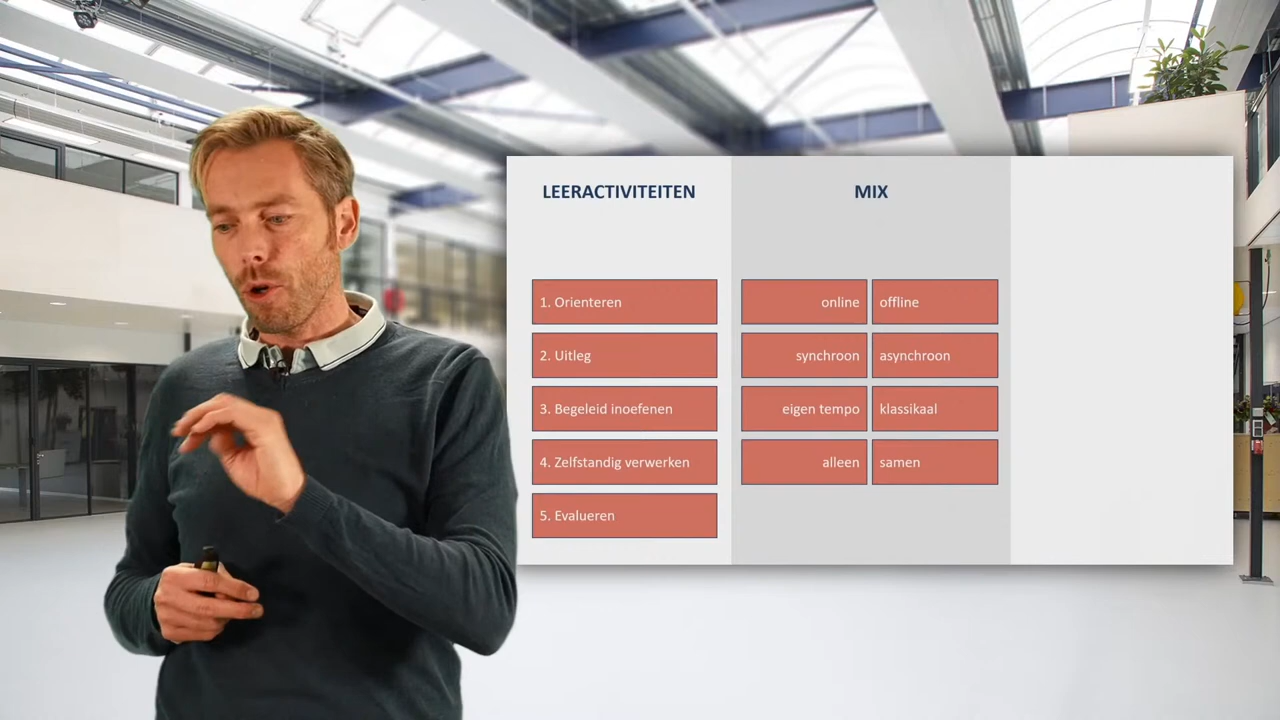 LEERACTIVITEITEN
MIX
1. Orienteren
online
offline
2. Uitleg
synchroon
asynchroon
3. Begeleid inoefenen
eigen tempo
klassikaal
4. Zelfstandig verwerken
alleen
samen
5. Evalueren